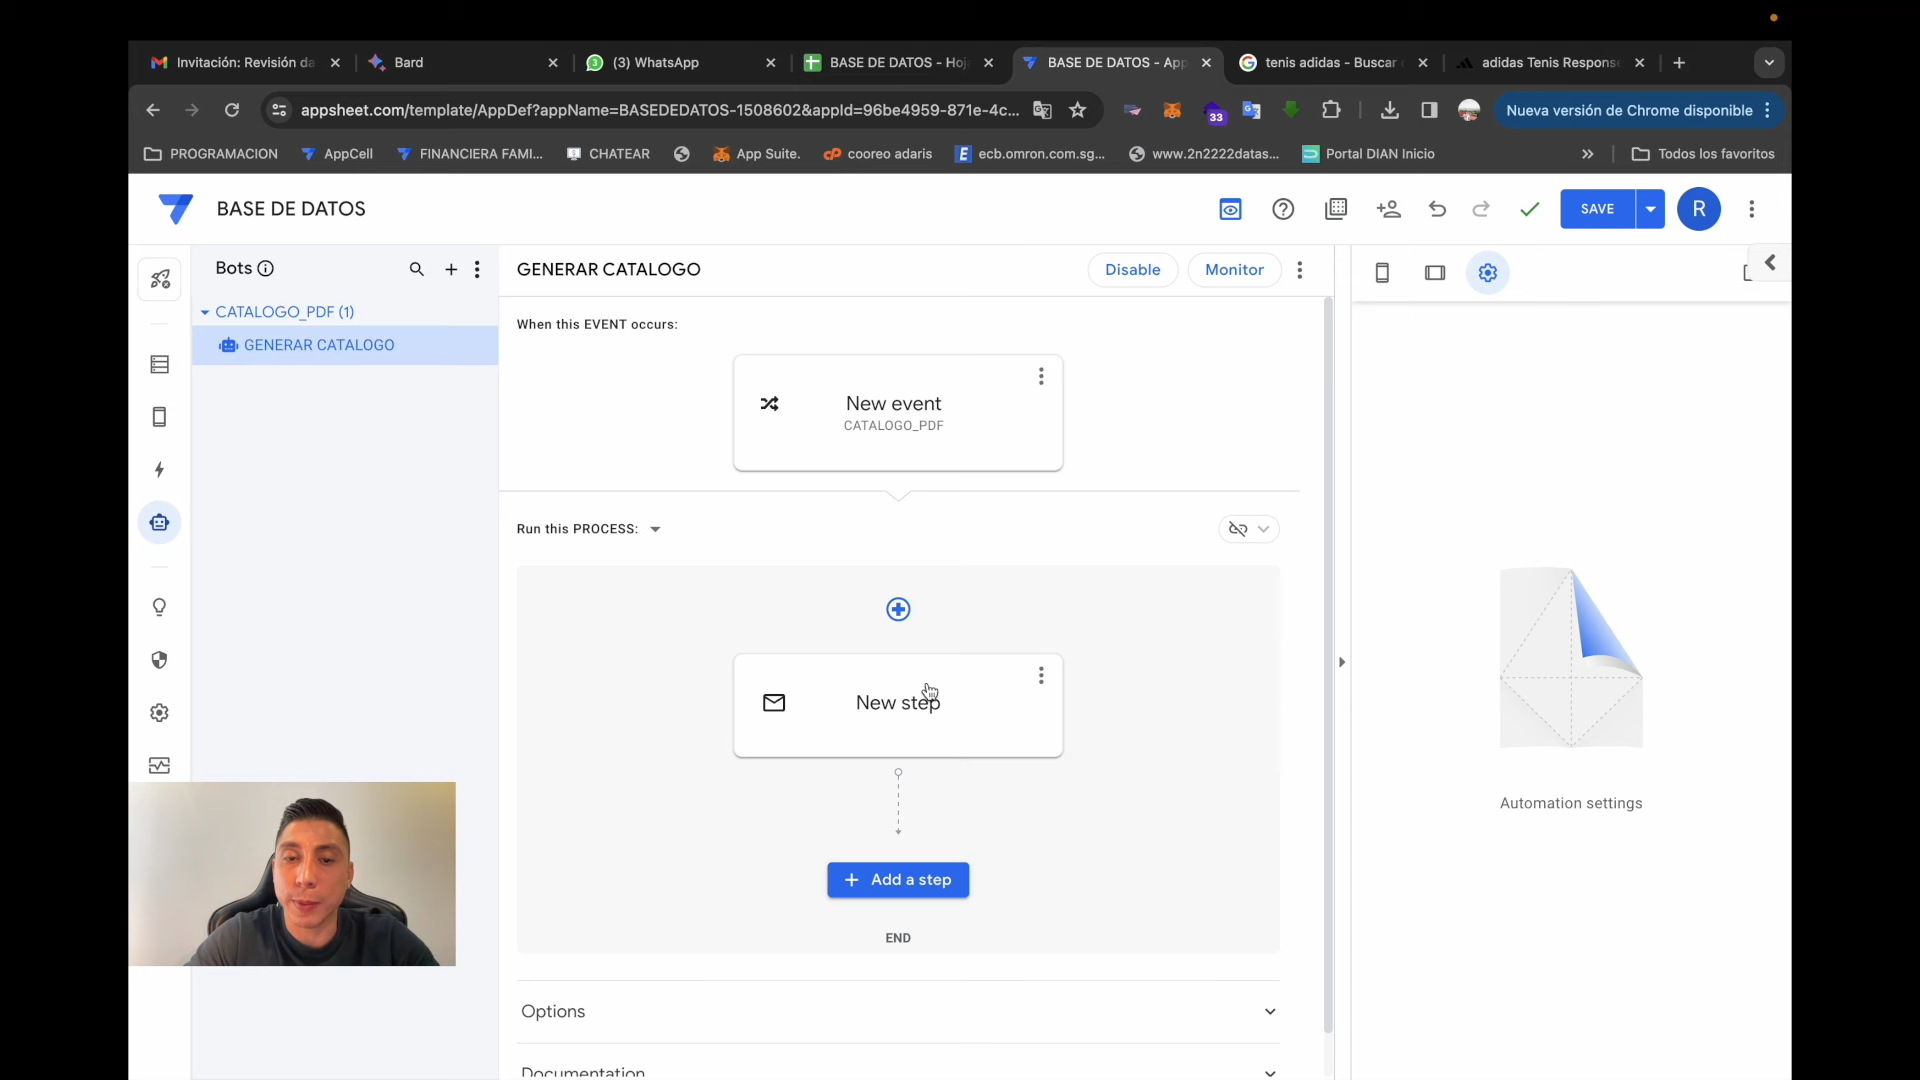 Invitación: Revisión da
Bard
3
(3) WhatsApp
BASE DE DATOS - Hoj
BASE DE DATOS - App
tenis adidas - Buscar
adidas Tenis Respons
appsheet.com/template/AppDef?appName=BASEDEDATOS-1508602&appId=96be4959-871e-4c...
33
Nueva versión de Chrome disponible
PROGRAMACION
AppCell
FINANCIERA FAMI...
CHATEAR
App Suite.
cooreo adaris
ecb.omron.com.sg...
www.2n2222datas...
Portal DIAN Inicio
Todos los favoritos
BASE DE DATOS
SAVE
R
Bots
GENERAR CATALOGO
Disable
Monitor
CATALOGO_PDF (1)
GENERAR CATALOGO
When this EVENT occurs:
New event
CATALOGO_PDF
Run this PROCESS:
New step
Automation settings
Add a step
END
Options
Documentation